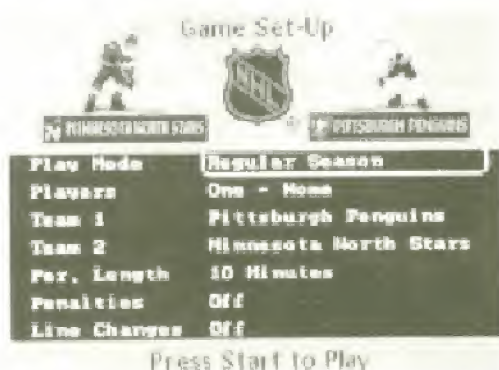 Game Set-Up
NHL
MINNESOTA NORTH STARS
PITTSBURGH PENGUINS
Play Mode Regular Season
Players One - Home
Team 1 Pittsburgh Penguins
Team 2 Minnesota North Stars
Per. Length 10 Minutes
Penalties Off
Line Changes Off
Press Start to Play